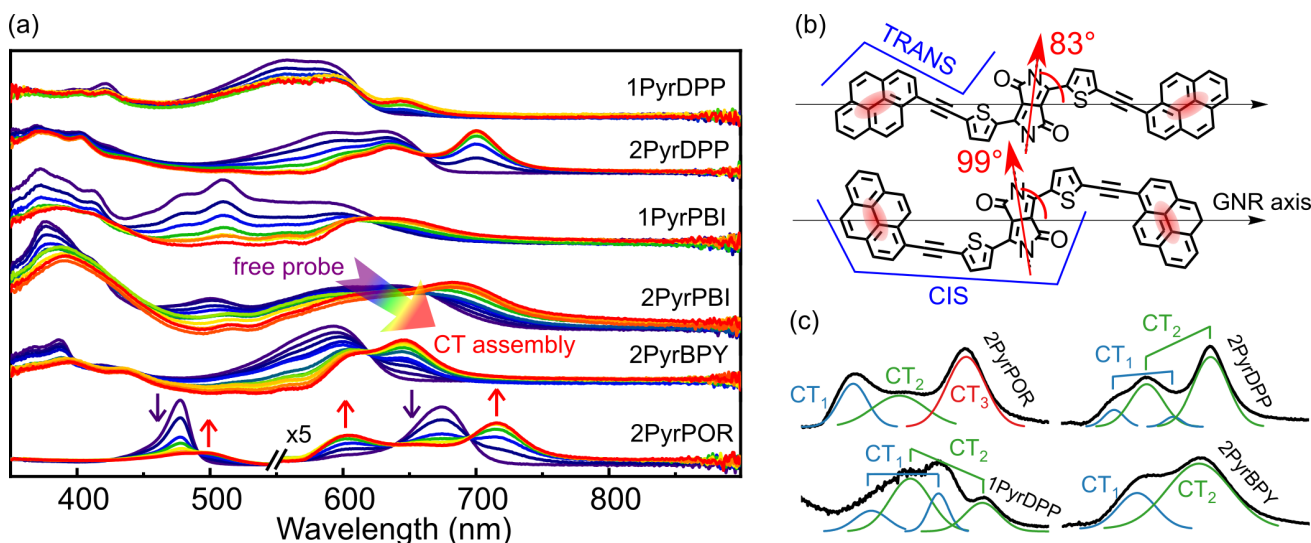 (a)
1PyrDPP
2PyrDPP
1PyrPBI
free probe
2PyrPBI
CT assembly
2PyrBPY
x5
2PyrPOR
400 500 600 700 800
Wavelength (nm)
(b)
TRANS
83°
O
N
S
S
N
O
99°
N
S
O
GNR axis
O
S
N
CIS
(c)
CT1
CT2
CT3
2PyrPOR
CT1
CT2
2PyrDPP
CT1
CT2
1PyrDPP
CT1
CT2
2PyrBPY